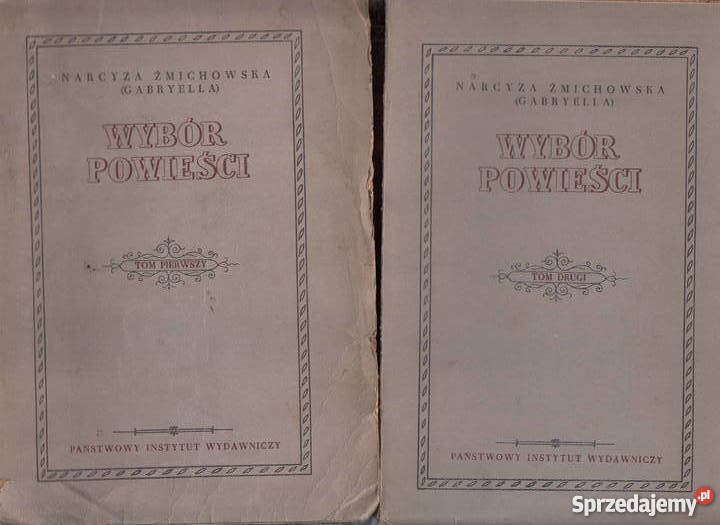 NARCYZA ŻMICHOWSKA
(GABRYELLA)
WYBÓR
POWIEŚCI
TOM PIERWSZY
PAŃSTWOWY INSTYTUT WYDAWNICZY
NARCYZA ŻMICHOWSKA
(GABRYELLA)
WYBÓR
POWIEŚCI
TOM DRUGI
PAŃSTWOWY INSTYTUT WYDAWNICZY
Sprzedajemy.pl